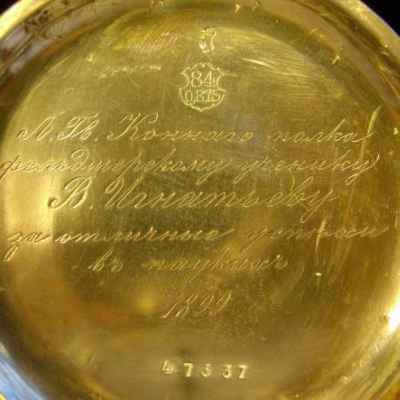 84
0,875
Л. Гв. Коннаго полка
фельдшерскому ученику
В. Игнатьеву
за отличные успехи
въ наукахъ
1899
47337